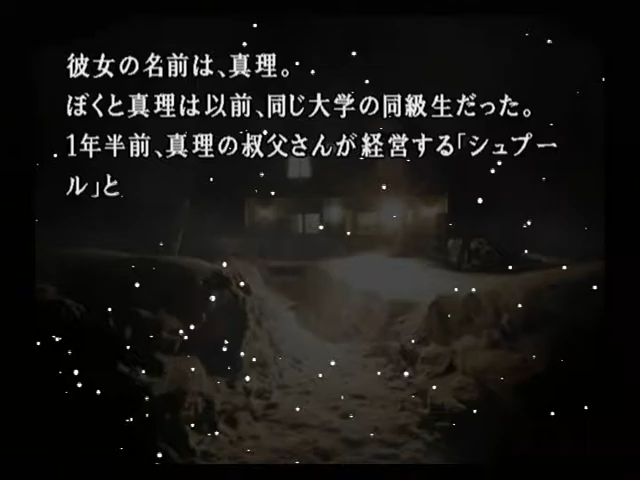 彼女の名前は、真理。
ぼくと真理は以前、同じ大学の同級生だった。
1年半前、真理の叔父さんが経営する「シュプー
ル」と